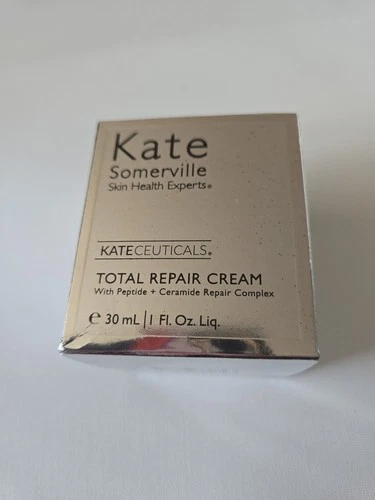 Kate
Somerville
Skin Health Experts®
KATECEUTICALS®
TOTAL REPAIR CREAM
With Peptide + Ceramide Repair Complex
℮ 30 mL | 1 Fl. Oz. Liq.